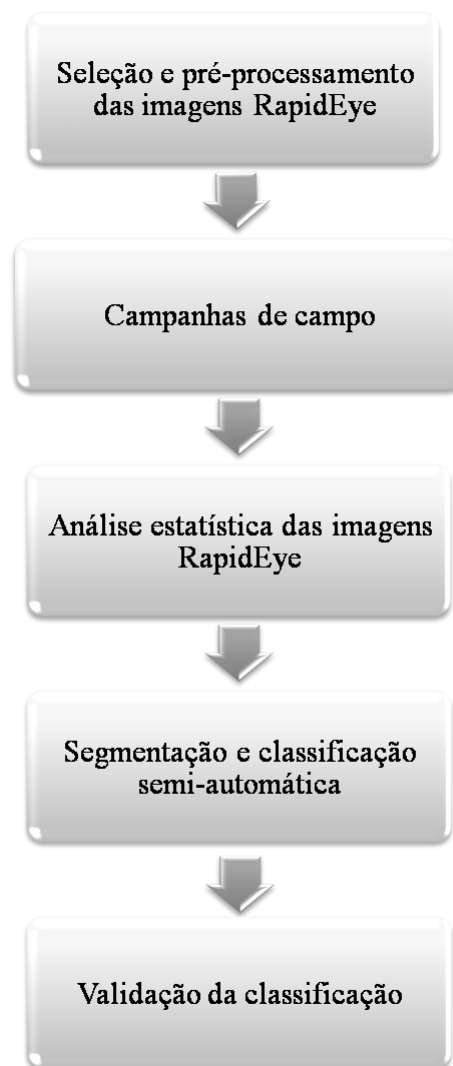 Seleção e pré-processamento
das imagens RapidEye
Campanhas de campo
Análise estatística das imagens
RapidEye
Segmentação e classificação
semi-automática
Validação da classificação